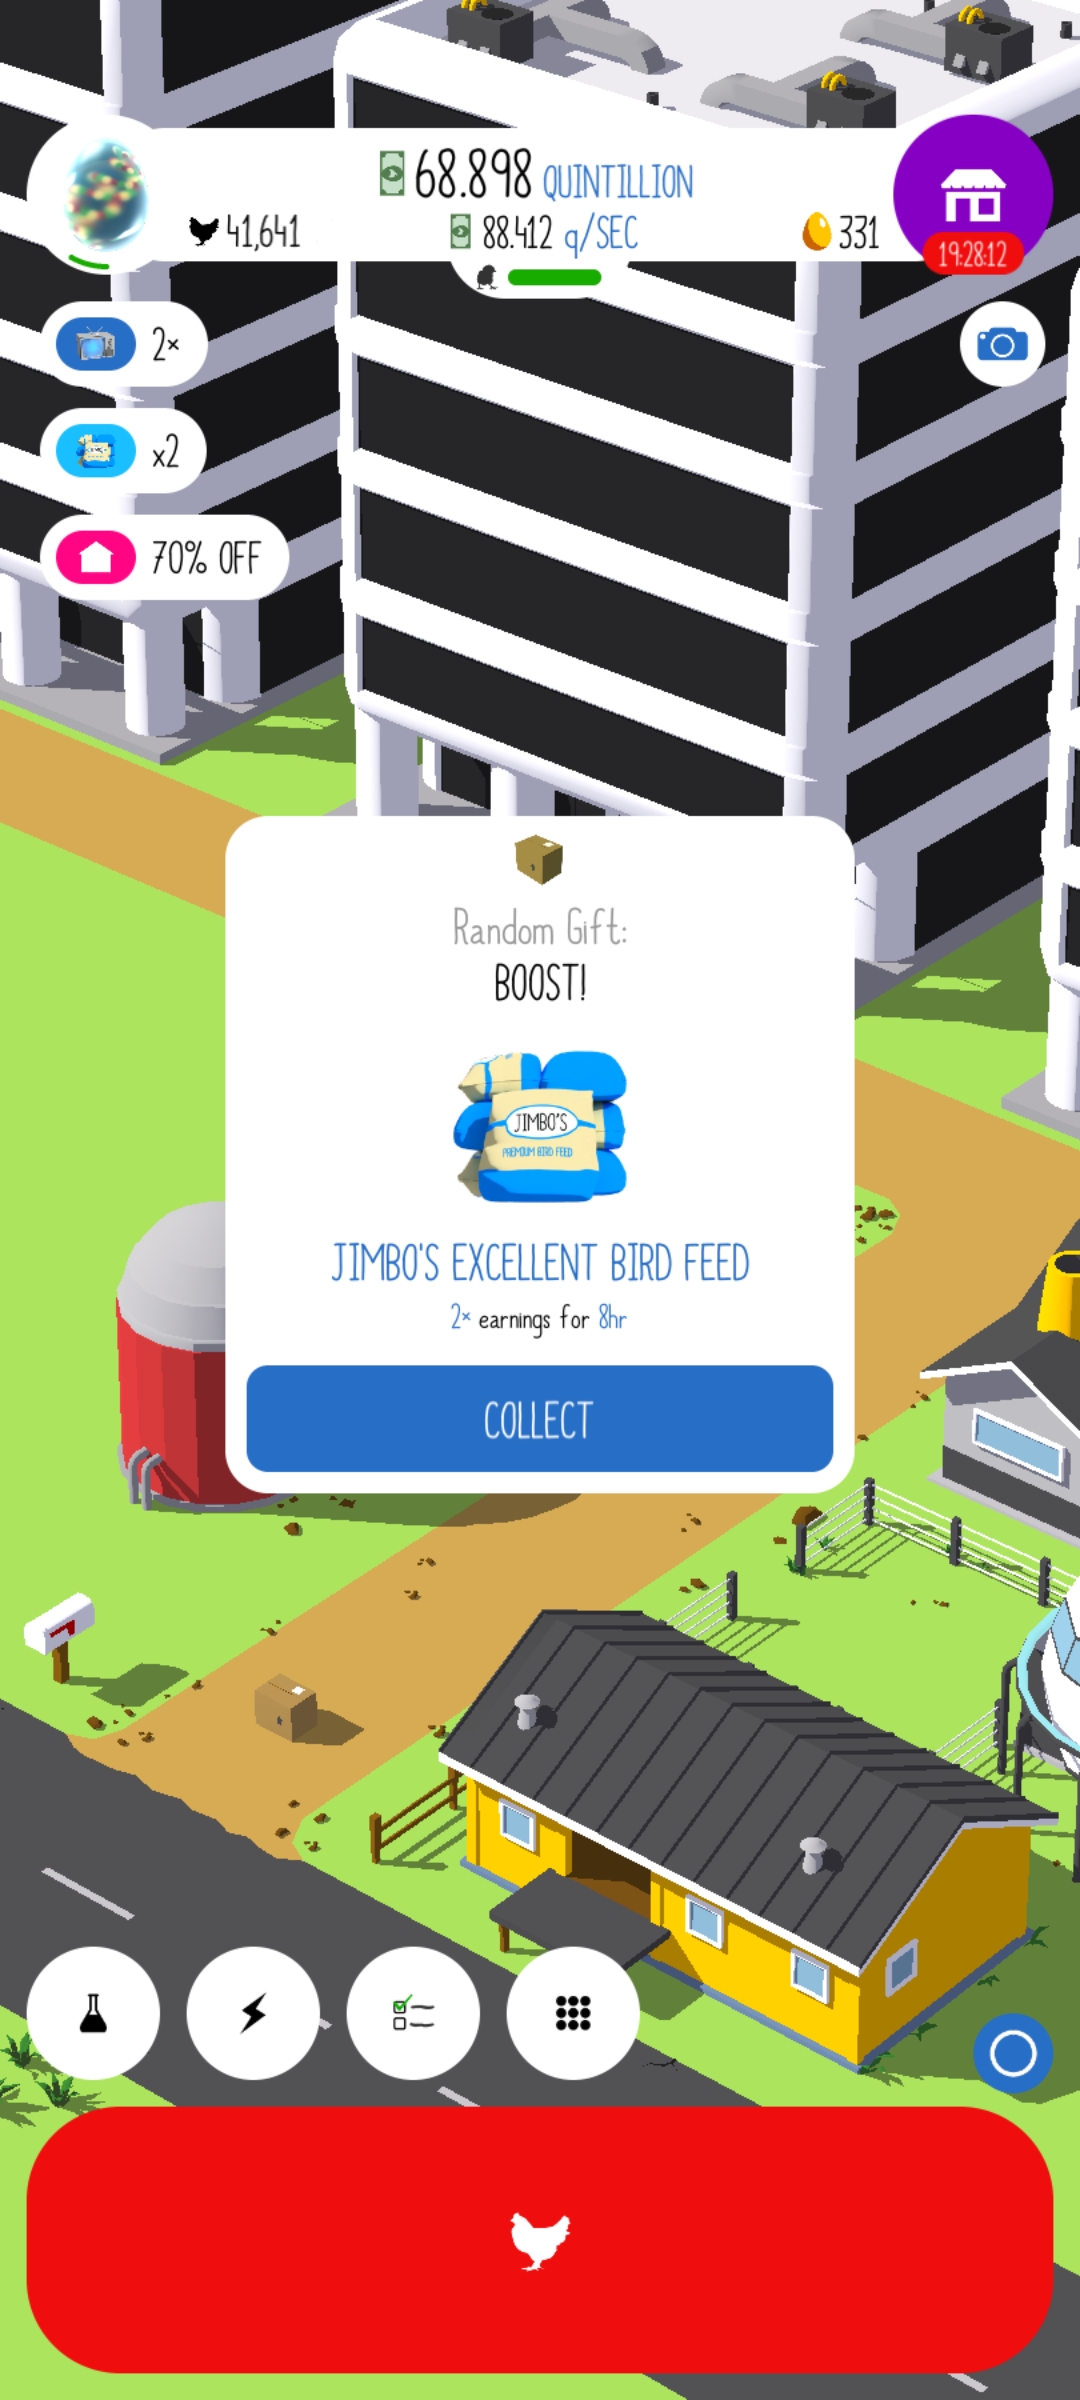 68.898 QUINTILLION
41,641
88.412 q/SEC
331
19:28:12
2×
x2
70% OFF
Random Gift:
BOOST!
JIMBO'S
PREMIUM BIRD FEED
JIMBO'S EXCELLENT BIRD FEED
2× earnings for 8hr
COLLECT